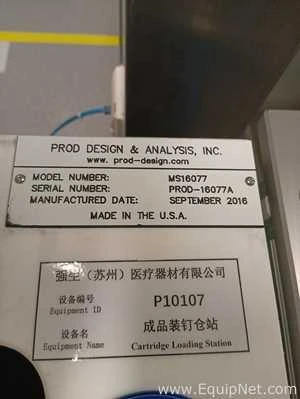 PROD DESIGN & ANALYSIS, INC.
www. prod-design.com
MODEL NUMBER: MS16077
SERIAL NUMBER: PROD-16077A
MANUFACTURED DATE: SEPTEMBER 2016
MADE IN THE U.S.A.
强生（苏州）医疗器材有限公司
设备编号
Equipment ID
P10107
设备名
Equipment Name
成品装钉仓站
Cartridge Loading Station
www.EquipNet.com